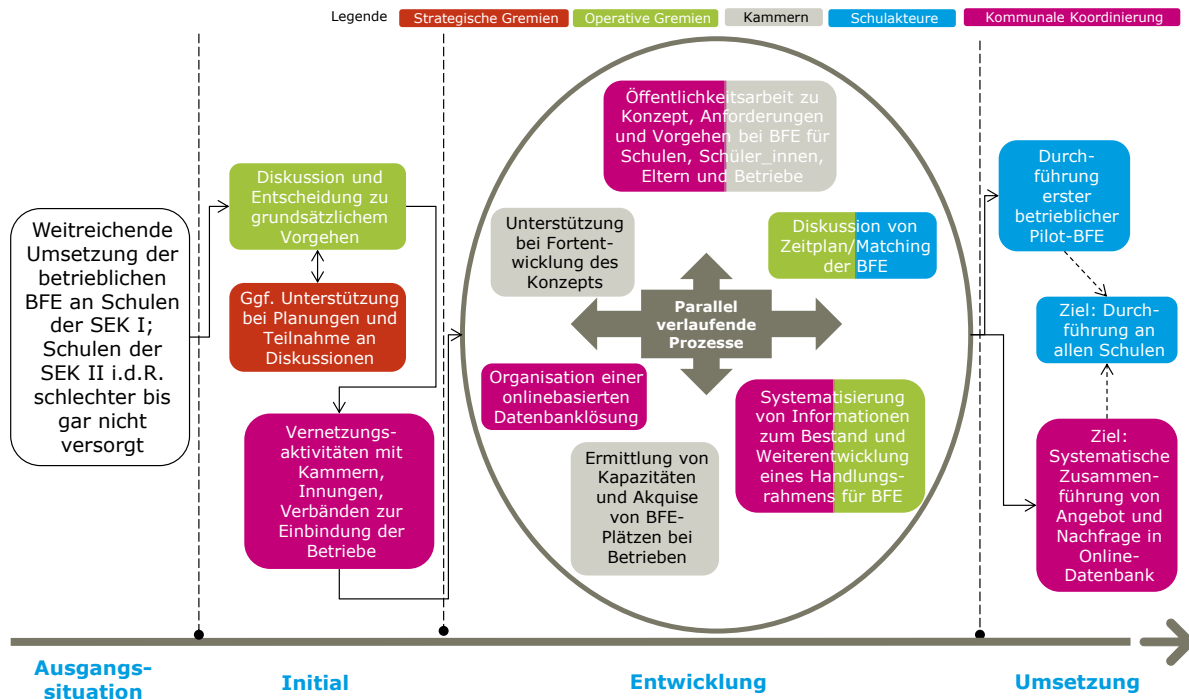 Legende
Strategische Gremien
Operative Gremien
Kammern
Schulakteure
Kommunale Koordinierung
Weitreichende
Umsetzung der
betrieblichen
BFE an Schulen
der SEK I;
Schulen der
SEK II i.d.R.
schlechter bis
gar nicht
versorgt
Diskussion und
Entscheidung zu
grundsätzlichem
Vorgehen
Ggf. Unterstützung
bei Planungen und
Teilnahme an
Diskussionen
Vernetzungs-
aktivitäten mit
Kammern,
Innungen,
Verbänden zur
Einbindung der
Betriebe
Öffentlichkeitsarbeit zu
Konzept, Anforderungen
und Vorgehen bei BFE für
Schulen, Schüler_innen,
Eltern und Betriebe
Unterstützung
bei Fortent-
wicklung des
Konzepts
Diskussion von
Zeitplan/Matching
der BFE
Parallel
verlaufende
Prozesse
Organisation einer
onlinebasierten
Datenbanklösung
Systematisierung
von Informationen
zum Bestand und
Weiterentwicklung
eines Handlungs-
rahmens für BFE
Ermittlung von
Kapazitäten
und Akquise
von BFE-
Plätzen bei
Betrieben
Durch-
führung
erster
betrieblicher
Pilot-BFE
Ziel: Durch-
führung an
allen Schulen
Ziel:
Systematische
Zusammen-
führung von
Angebot und
Nachfrage in
Online-
Datenbank
Ausgangs-
situation
Initial
Entwicklung
Umsetzung